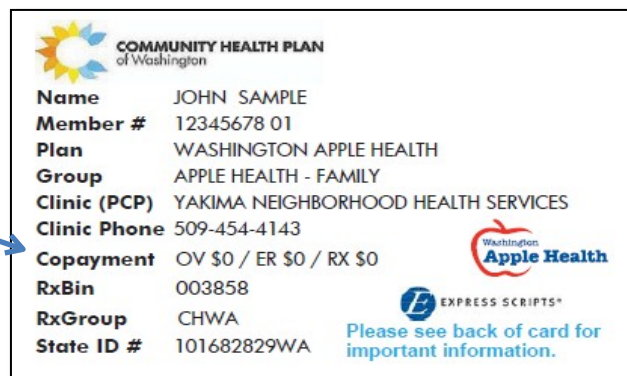 COMMUNITY HEALTH PLAN
of Washington
Name JOHN SAMPLE
Member # 12345678 01
Plan WASHINGTON APPLE HEALTH
Group APPLE HEALTH - FAMILY
Clinic (PCP) YAKIMA NEIGHBORHOOD HEALTH SERVICES
Clinic Phone 509-454-4143
Copayment OV $0 / ER $0 / RX $0
Washington
Apple Health
RxBin 003858
EXPRESS SCRIPTS®
RxGroup CHWA
State ID # 101682829WA
Please see back of card for
important information.